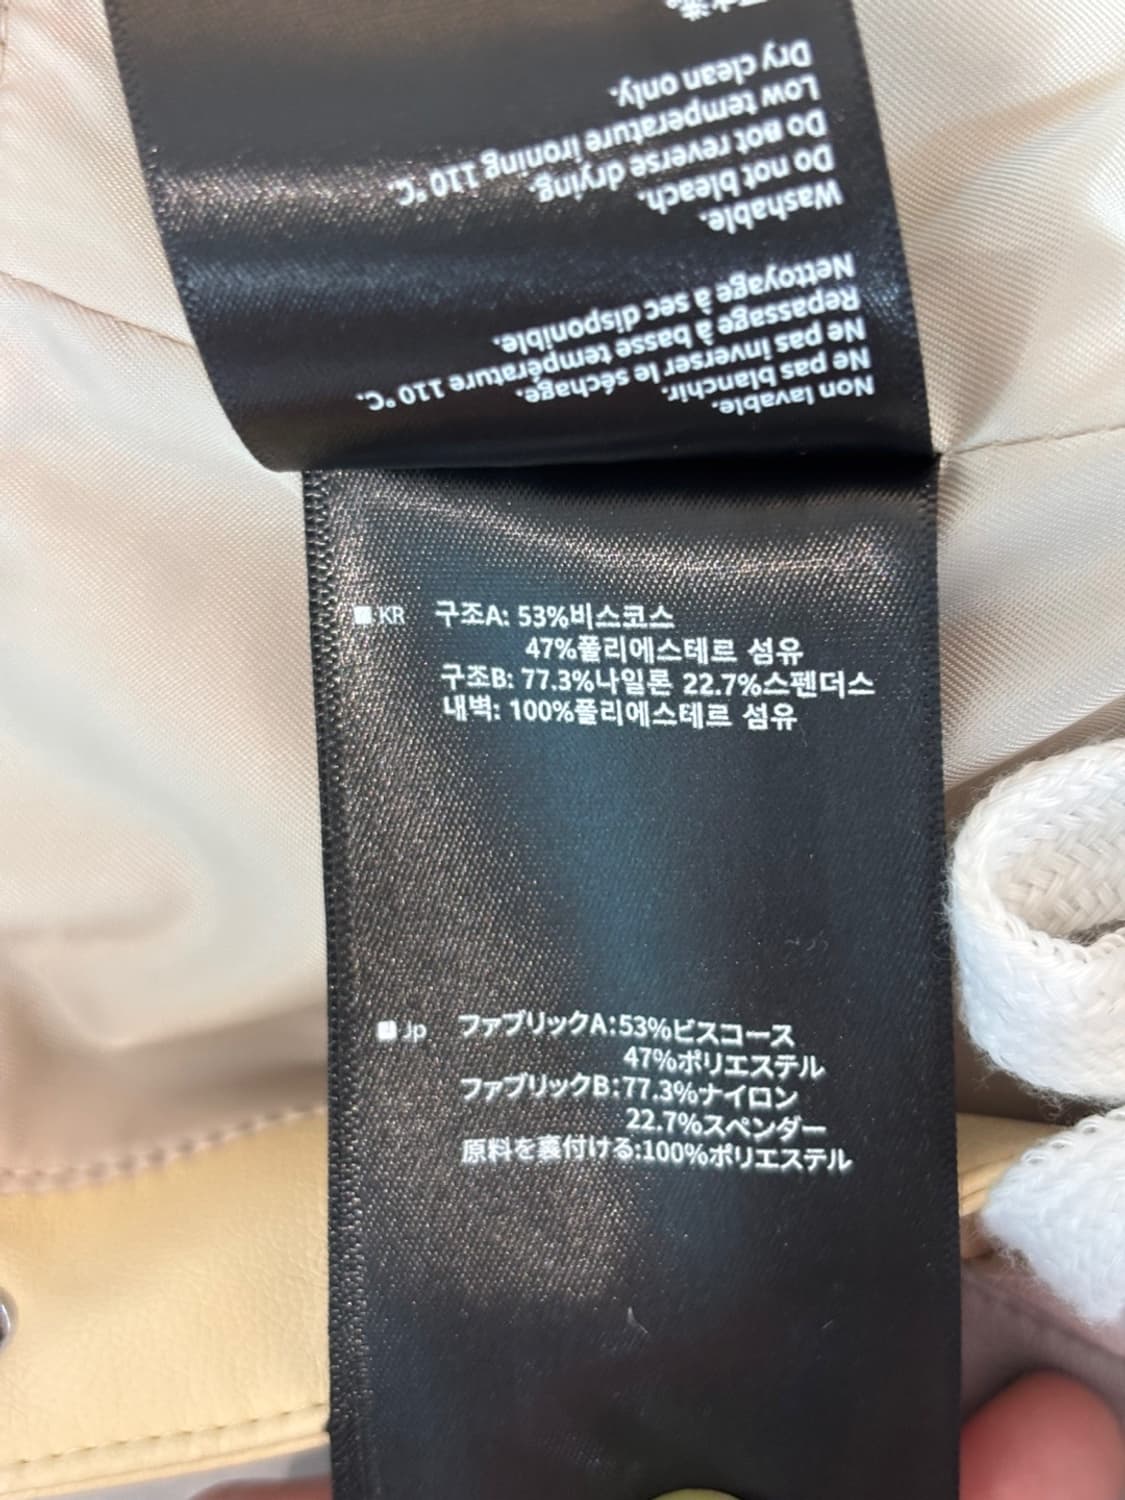 Non lavable.
Ne pas blanchir.
Ne pas inverser le séchage.
Repassage à basse température 110°C.
Nettoyage à sec disponible.
Washable.
Do not bleach.
Do not reverse drying.
Low temperature ironing 110°C.
Dry clean only.
KR 구조A: 53%비스코스
47%폴리에스테르 섬유
구조B: 77.3%나일론 22.7%스펜더스
내벽: 100%폴리에스테르 섬유
Jp ファブリックA:53%ビスコース
47%ポリエステル
ファブリックB:77.3%ナイロン
22.7%スペンダー
原料を裏付ける:100%ポリエステル